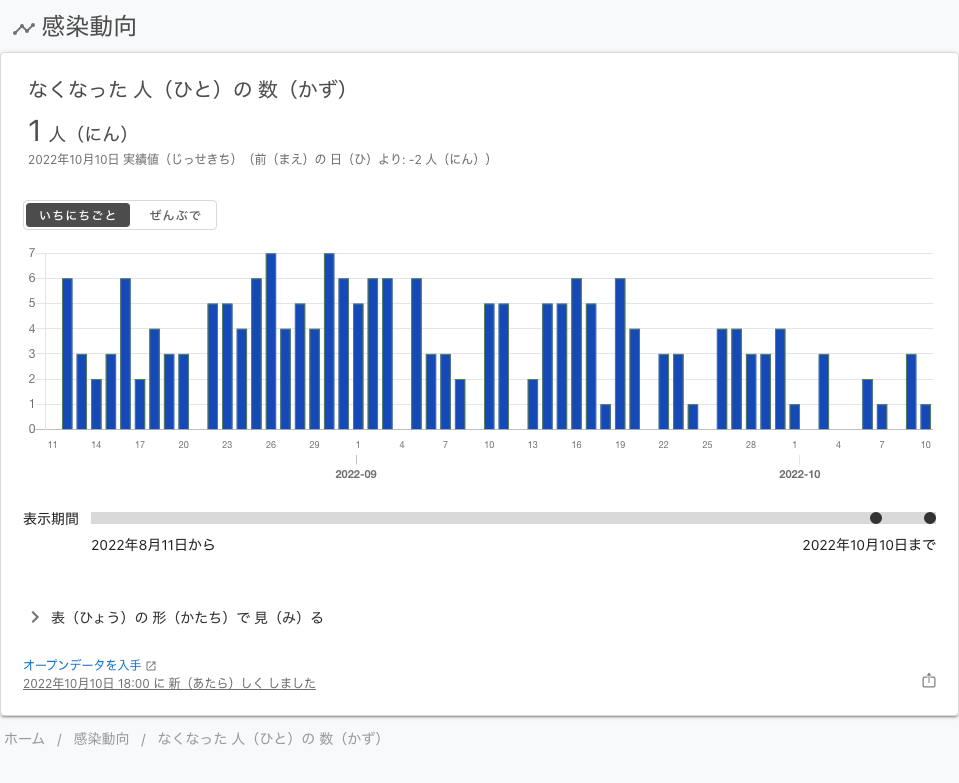 感染動向
なくなった 人（ひと）の 数（かず）
1 人（にん）
2022年10月10日 実績値（じっせきち）（前（まえ）の 日（ひ）より: -2 人（にん））
いちにちごと ぜんぶで
7
6
5
4
3
2
1
0
11 14 17 20 23 26 29 1 4 7 10 13 16 19 22 25 28 1 4 7 10
2022-09 2022-10
表示期間
2022年8月11日から 2022年10月10日まで
表（ひょう）の 形（かたち）で 見（み）る
オープンデータを入手
2022年10月10日 18:00 に 新（あたら）しく しました
ホーム / 感染動向 / なくなった 人（ひと）の 数（かず）